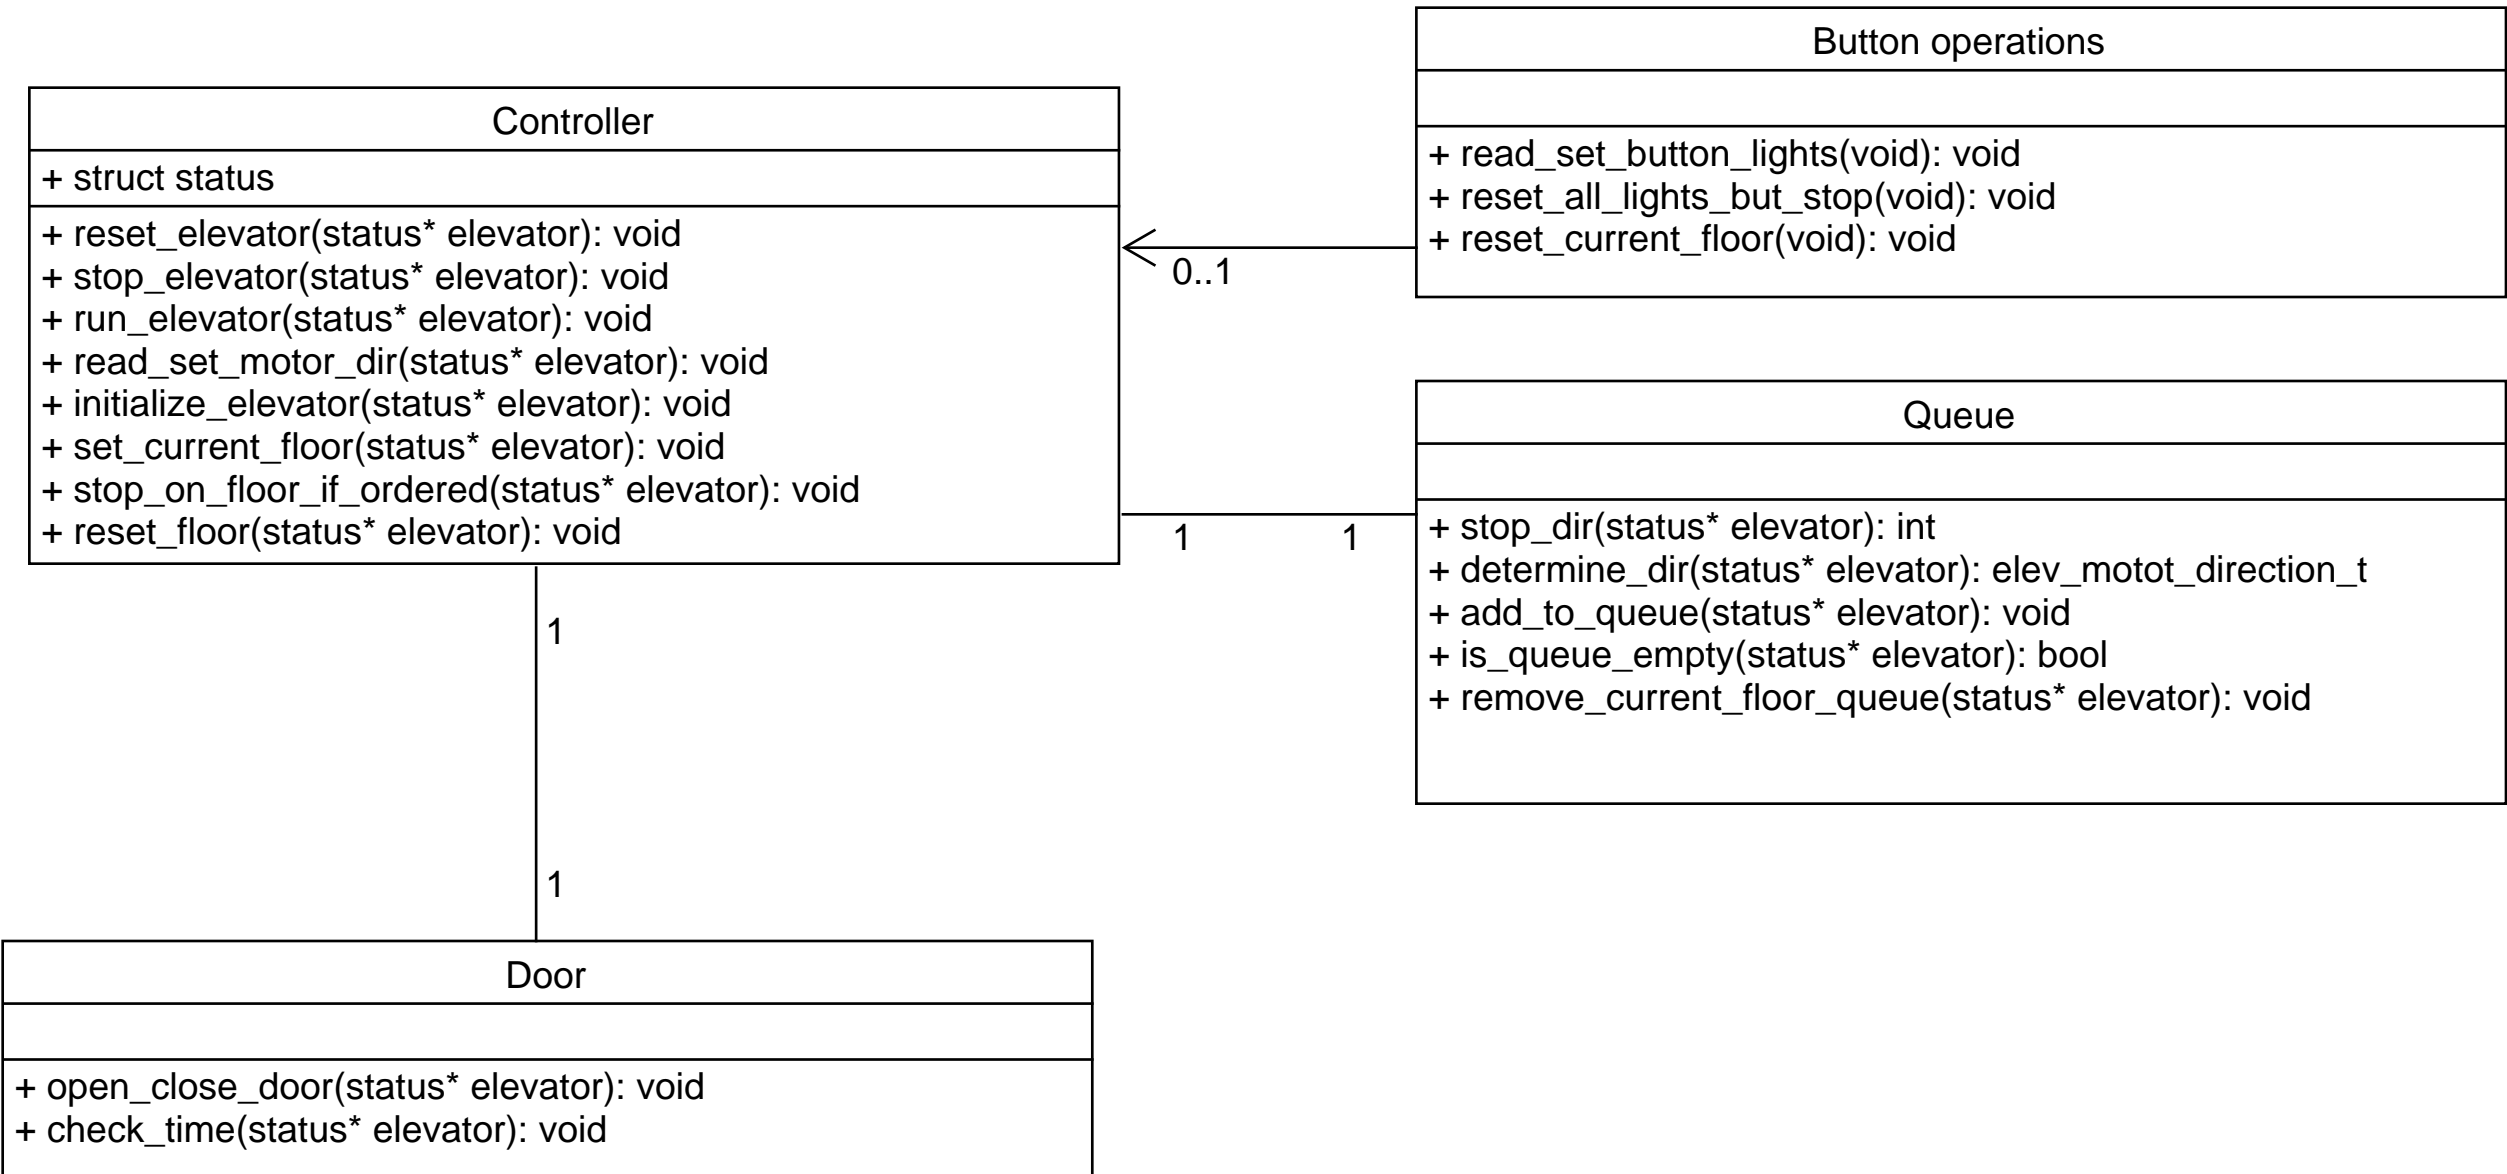 Button operations
+ read_set_button_lights(void): void
+ reset_all_lights_but_stop(void): void
+ reset_current_floor(void): void
Controller
+ struct status
+ reset_elevator(status* elevator): void
+ stop_elevator(status* elevator): void
+ run_elevator(status* elevator): void
+ read_set_motor_dir(status* elevator): void
+ initialize_elevator(status* elevator): void
+ set_current_floor(status* elevator): void
+ stop_on_floor_if_ordered(status* elevator): void
+ reset_floor(status* elevator): void
0..1
Queue
+ stop_dir(status* elevator): int
+ determine_dir(status* elevator): elev_motot_direction_t
+ add_to_queue(status* elevator): void
+ is_queue_empty(status* elevator): bool
+ remove_current_floor_queue(status* elevator): void
1
1
1
1
Door
+ open_close_door(status* elevator): void
+ check_time(status* elevator): void